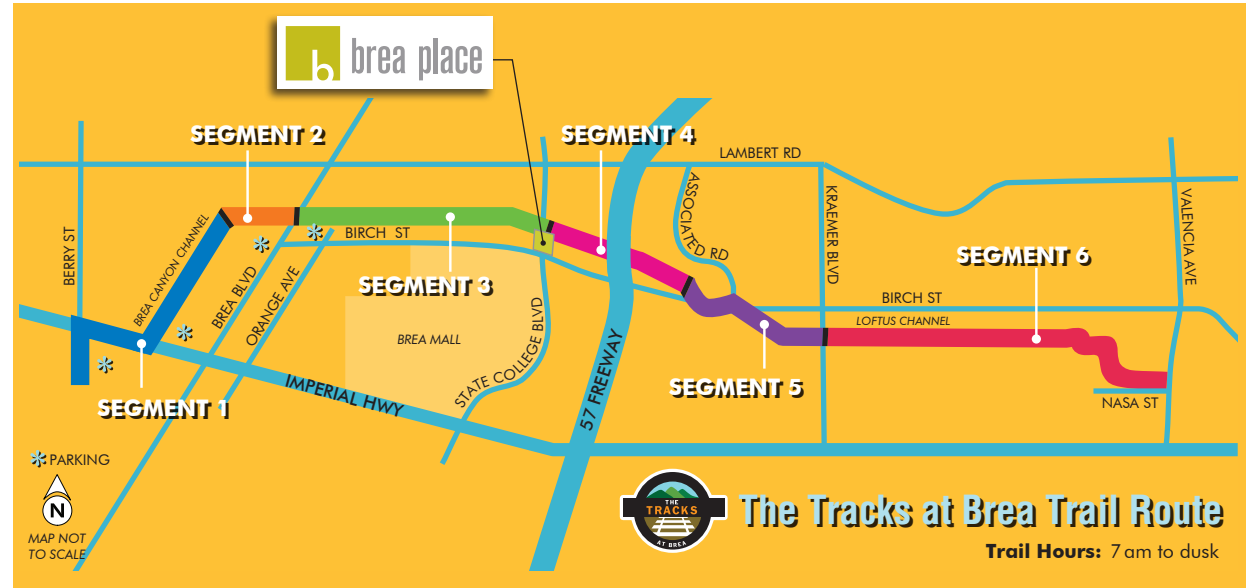 b brea place
SEGMENT 2
SEGMENT 4
LAMBERT RD
BERRY ST
BREA CANYON CHANNEL
BREA BLVD
ORANGE AVE
BIRCH ST
ASSOCIATED RD
KRAEMER BLVD
VALENCIA AVE
SEGMENT 3
SEGMENT 6
BIRCH ST
LOFTUS CHANNEL
BREA MALL
STATE COLLEGE BLVD
57 FREEWAY
SEGMENT 5
SEGMENT 1
IMPERIAL HWY
NASA ST
* PARKING
N
MAP NOT
TO SCALE
THE
TRACKS
AT BREA
The Tracks at Brea Trail Route
Trail Hours: 7 am to dusk